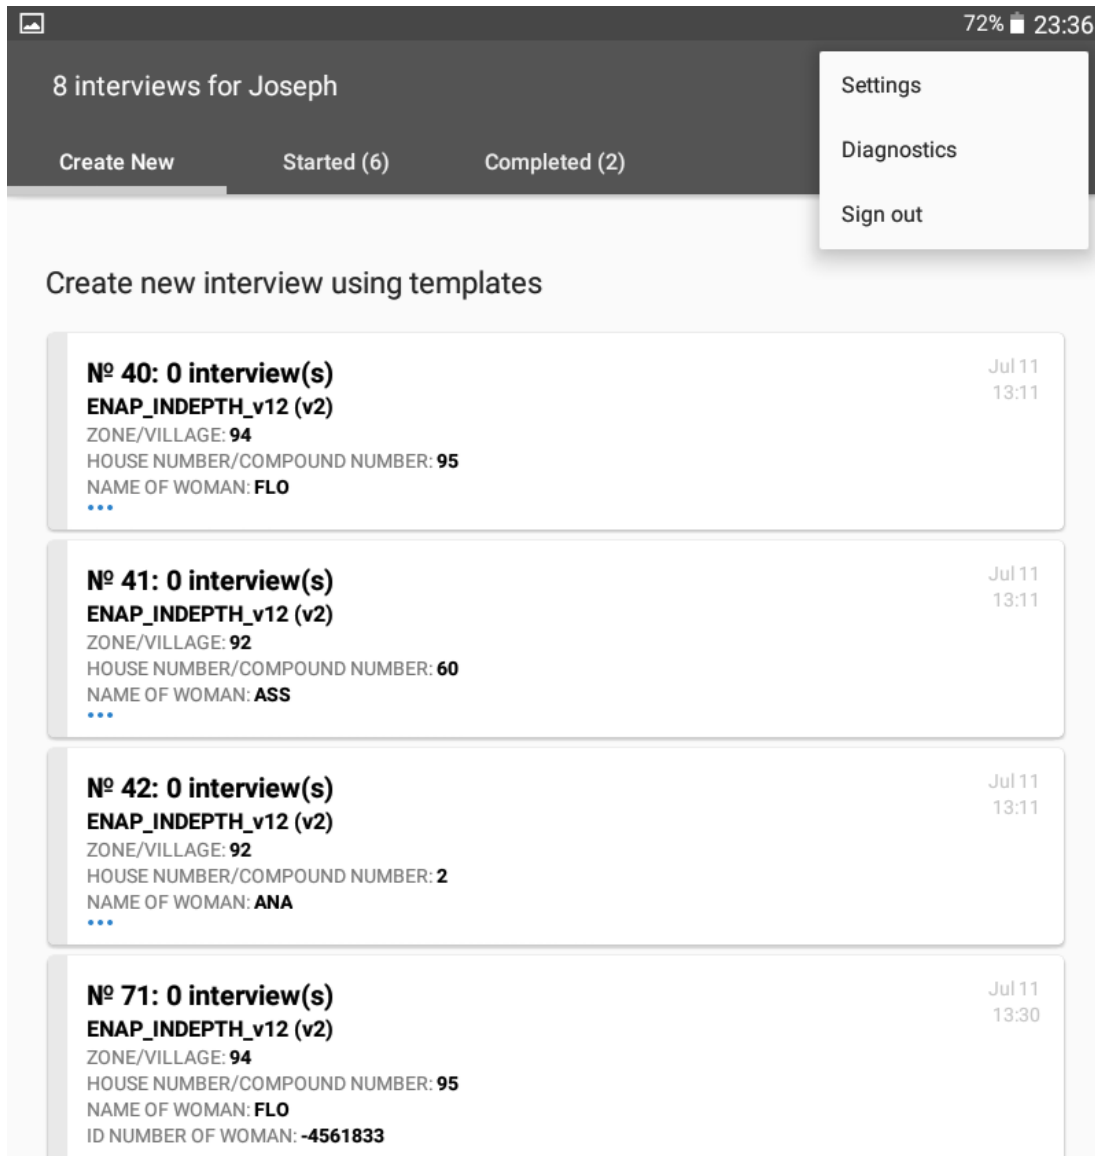 72% 23:36
8 interviews for Joseph
Settings
Diagnostics
Sign out
Create New Started (6) Completed (2)
Create new interview using templates
Nº 40: 0 interview(s) Jul 11
13:11
ENAP_INDEPTH_v12 (v2)
ZONE/VILLAGE: 94
HOUSE NUMBER/COMPOUND NUMBER: 95
NAME OF WOMAN: FLO
Nº 41: 0 interview(s) Jul 11
13:11
ENAP_INDEPTH_v12 (v2)
ZONE/VILLAGE: 92
HOUSE NUMBER/COMPOUND NUMBER: 60
NAME OF WOMAN: ASS
Nº 42: 0 interview(s) Jul 11
13:11
ENAP_INDEPTH_v12 (v2)
ZONE/VILLAGE: 92
HOUSE NUMBER/COMPOUND NUMBER: 2
NAME OF WOMAN: ANA
Nº 71: 0 interview(s) Jul 11
13:30
ENAP_INDEPTH_v12 (v2)
ZONE/VILLAGE: 94
HOUSE NUMBER/COMPOUND NUMBER: 95
NAME OF WOMAN: FLO
ID NUMBER OF WOMAN: -4561833